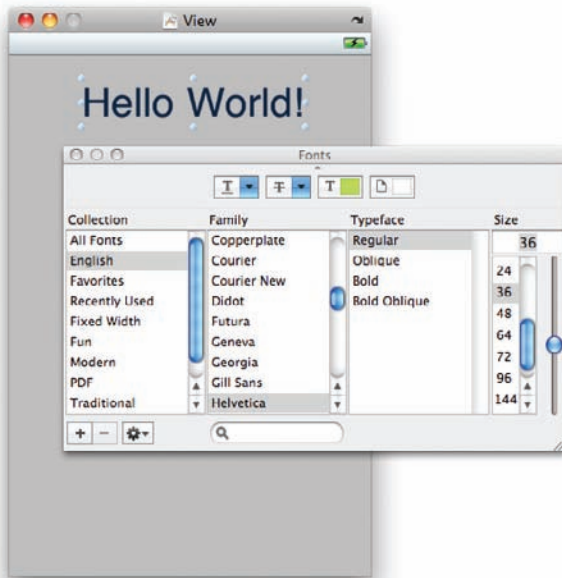 View
Hello World!
Fonts
T T T
Collection Family Typeface Size
All Fonts Copperplate Regular 36
English Courier Oblique 24
Favorites Courier New Bold 36
Recently Used Didot Bold Oblique 48
Fixed Width Futura 64
Fun Geneva 72
Modern Georgia 96
PDF Gill Sans 144
Traditional Helvetica